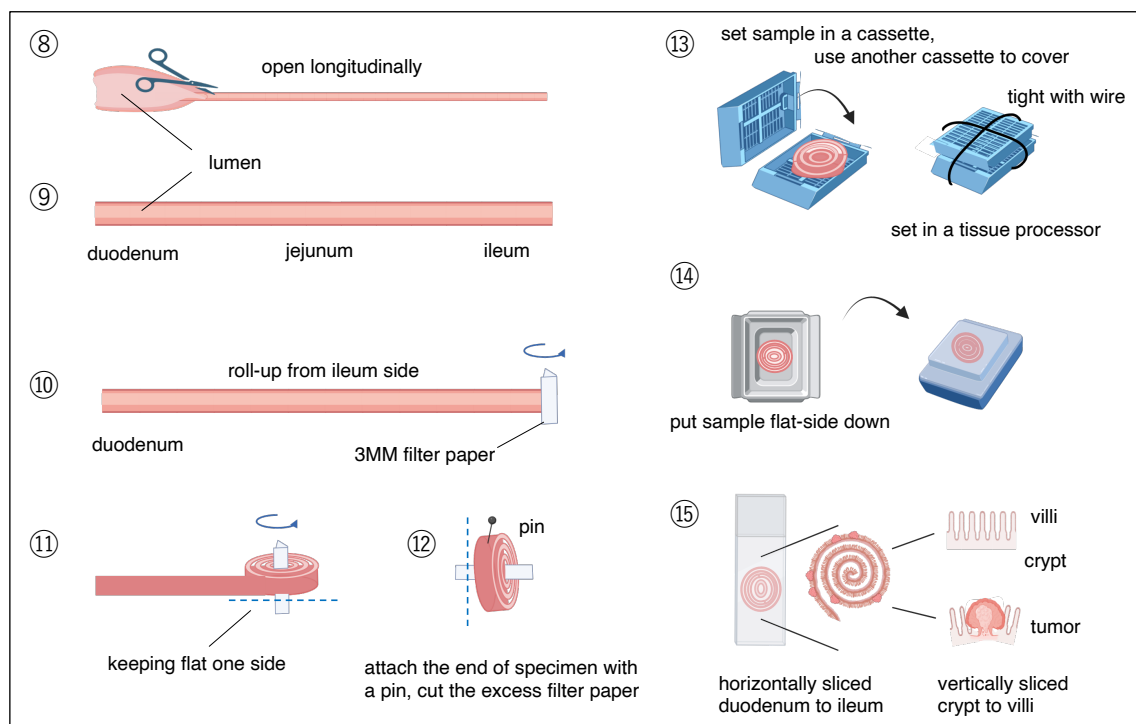 ⑧
open longitudinally
lumen
⑨
duodenum
jejunum
ileum
⑩
roll-up from ileum side
duodenum
3MM filter paper
⑪
keeping flat one side
⑫
pin
attach the end of specimen with
a pin, cut the excess filter paper
⑬
set sample in a cassette,
use another cassette to cover
tight with wire
set in a tissue processor
⑭
put sample flat-side down
⑮
villi
crypt
tumor
horizontally sliced
duodenum to ileum
vertically sliced
crypt to villi